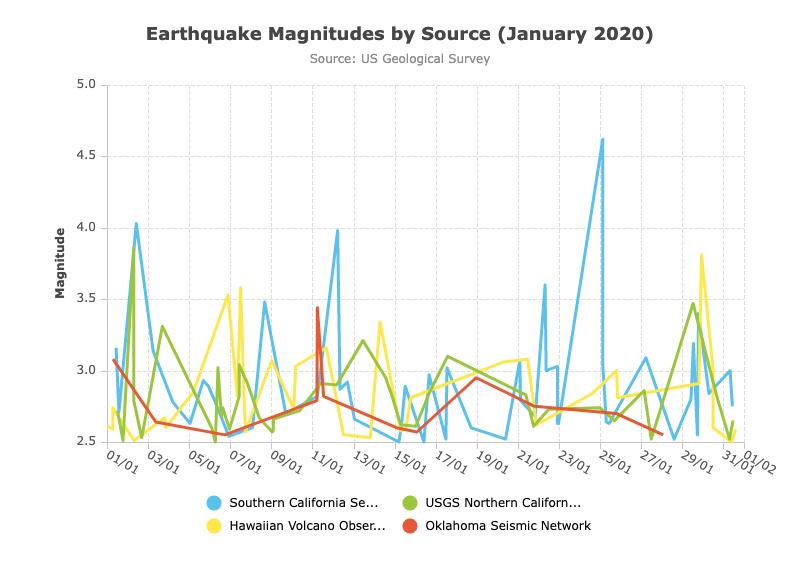 Earthquake Magnitudes by Source (January 2020)
Source: US Geological Survey
Magnitude
5.0
4.5
4.0
3.5
3.0
2.5
01/01 03/01 05/01 07/01 09/01 11/01 13/01 15/01 17/01 19/01 21/01 23/01 25/01 27/01 29/01 31/01 01/02
Southern California Se... USGS Northern Californ...
Hawaiian Volcano Obser... Oklahoma Seismic Network